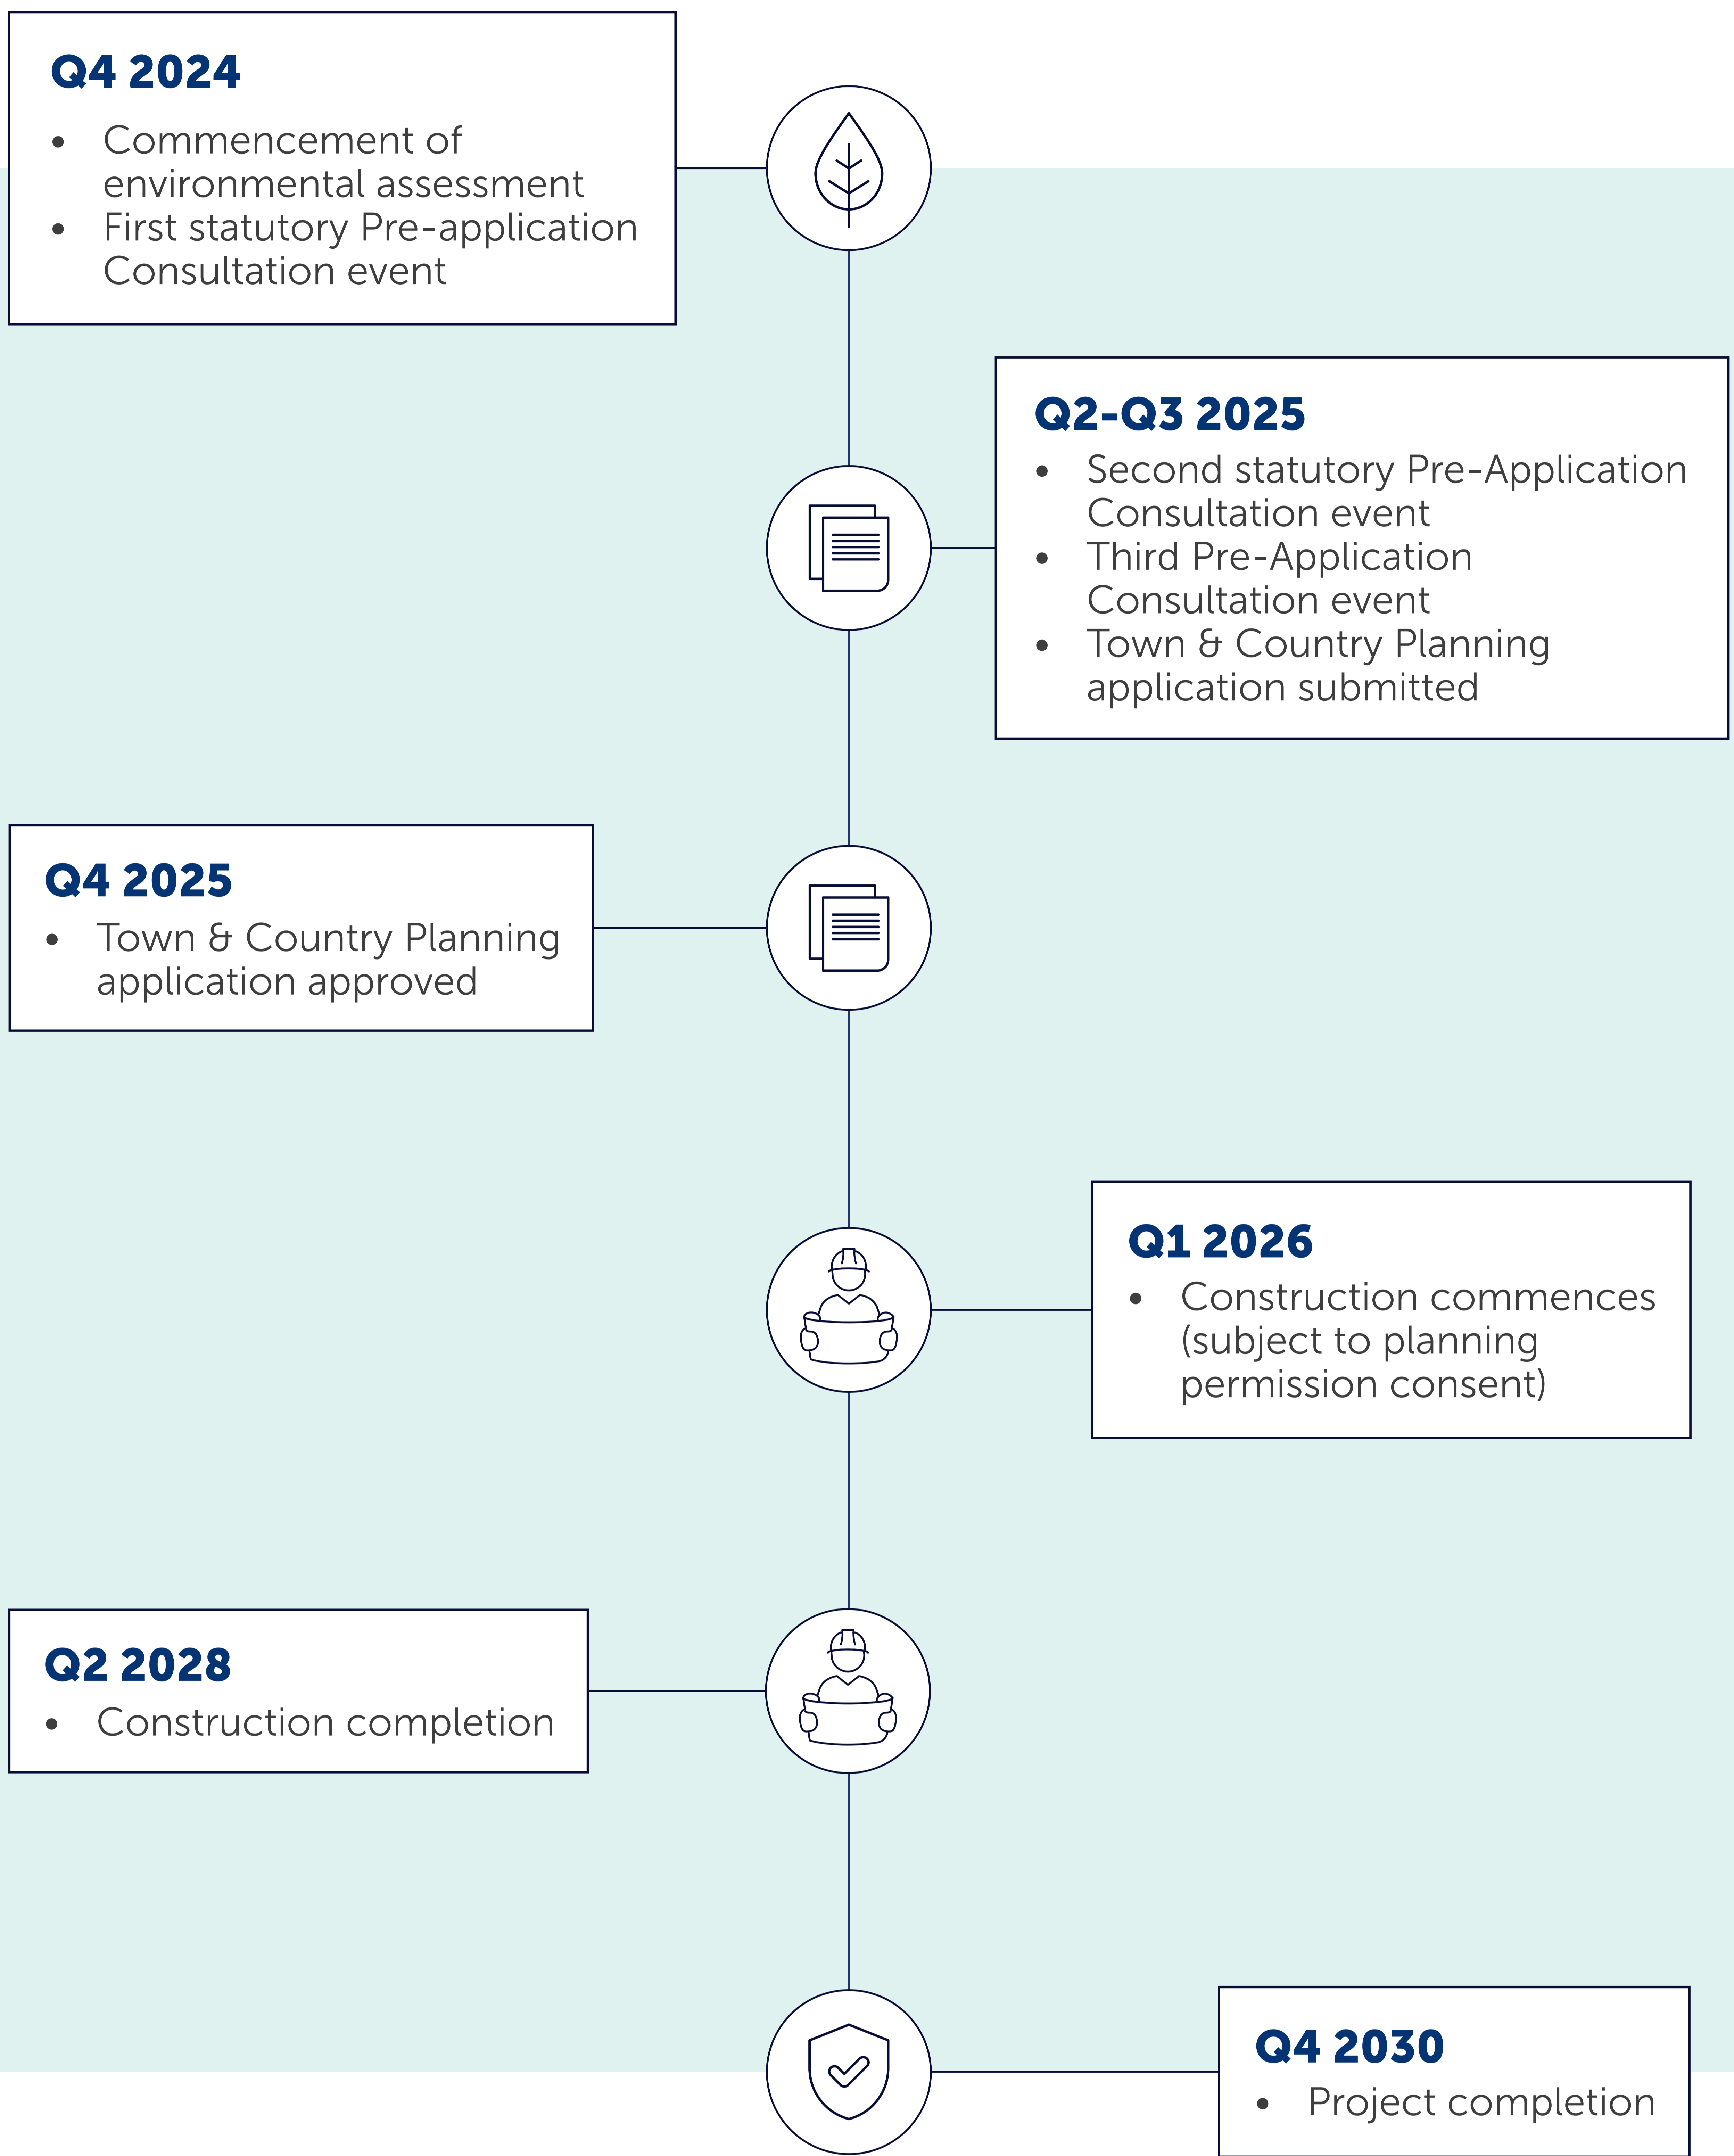 Q4 2024
• Commencement of
environmental assessment
• First statutory Pre-application
Consultation event
Q2-Q3 2025
• Second statutory Pre-Application
Consultation event
• Third Pre-Application
Consultation event
• Town & Country Planning
application submitted
Q4 2025
• Town & Country Planning
application approved
Q1 2026
• Construction commences
(subject to planning
permission consent)
Q2 2028
• Construction completion
Q4 2030
• Project completion